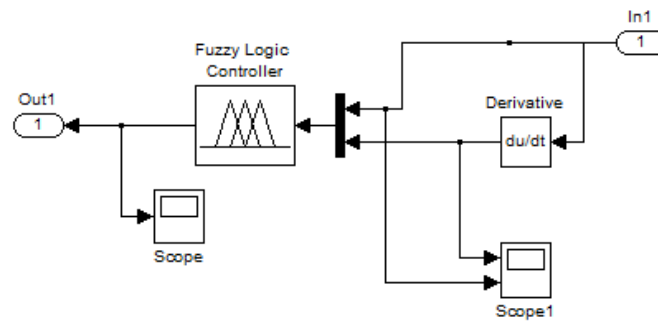 In1
1
Fuzzy Logic
Controller
Out1
1
Derivative
du/dt
Scope
Scope1